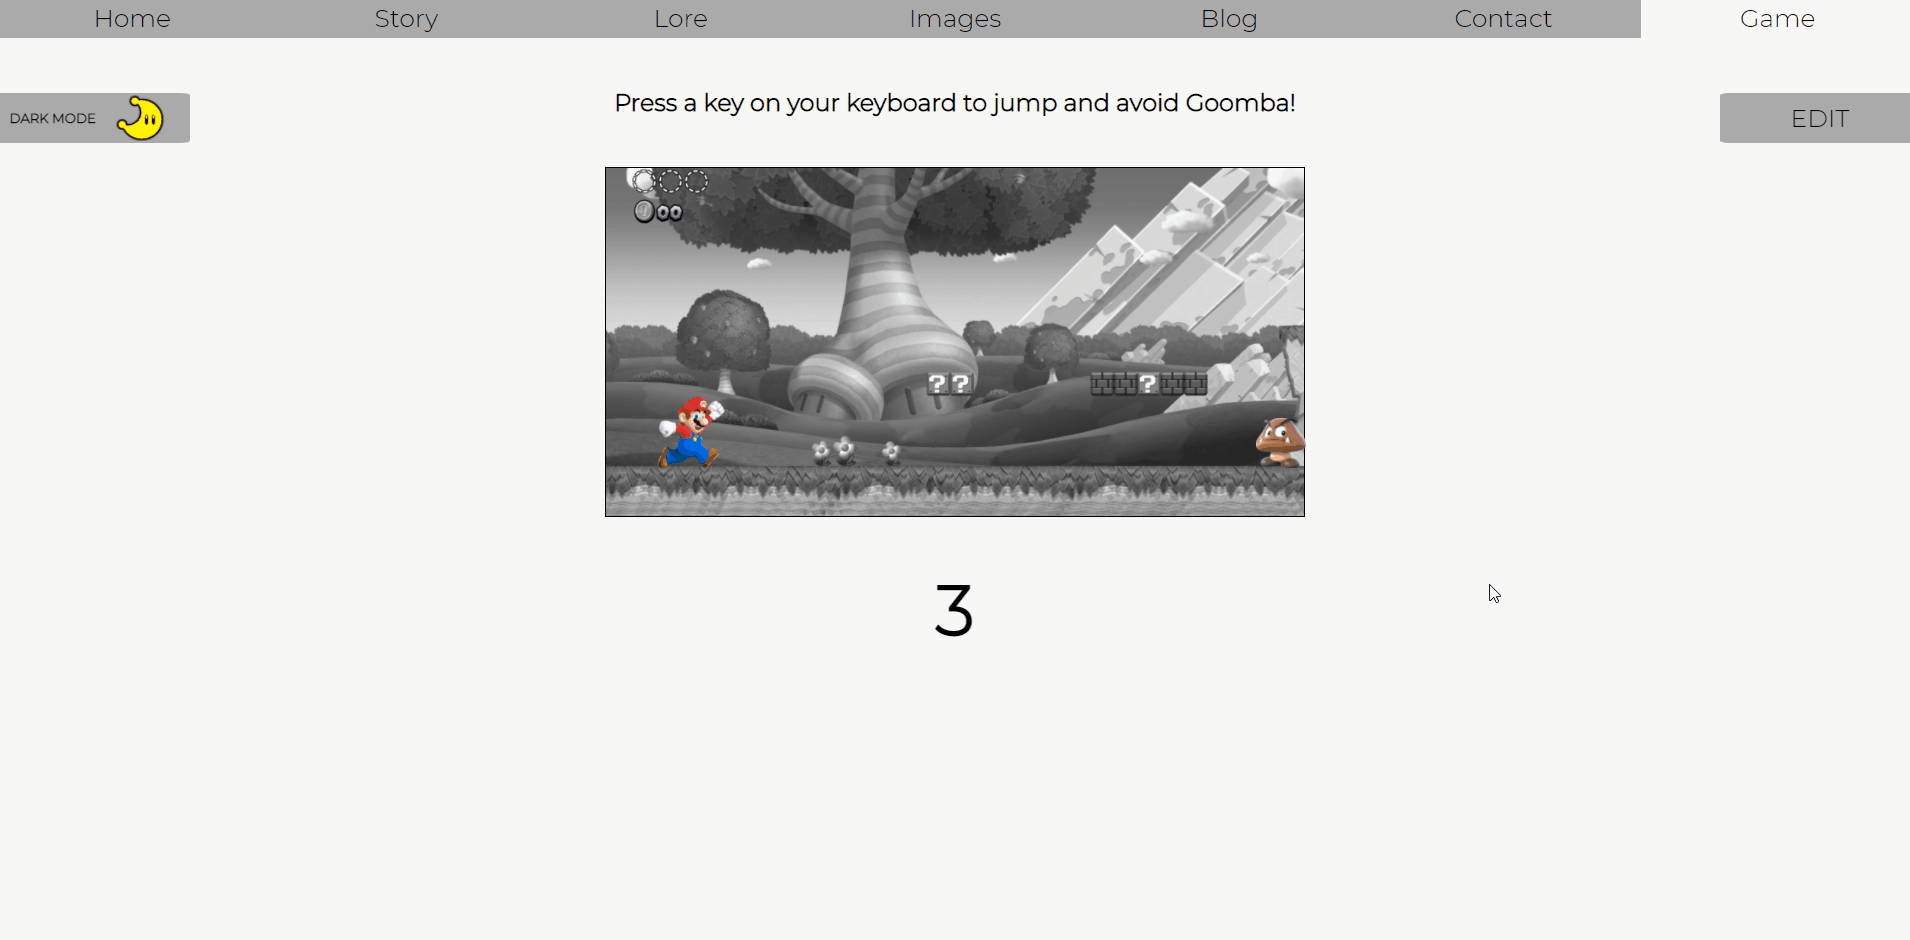 Home Story Lore Images Blog Contact Game
DARK MODE
Press a key on your keyboard to jump and avoid Goomba!
EDIT
00
? ?
?
3